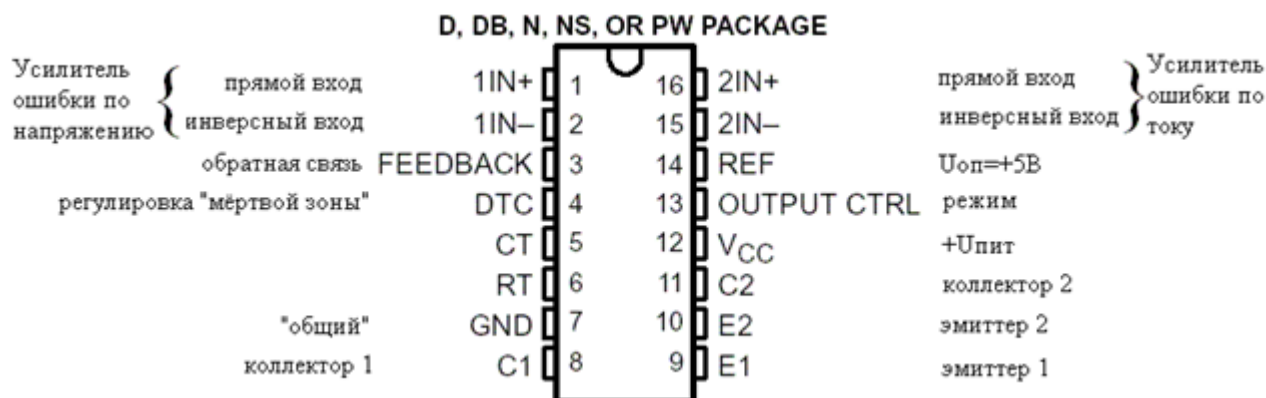 D, DB, N, NS, OR PW PACKAGE
Усилитель
ошибки по
напряжению
прямой вход 1IN+ 1 16 2IN+ прямой вход
инверсный вход 1IN– 2 15 2IN– инверсный вход
Усилитель
ошибки по
току
обратная связь FEEDBACK 3 14 REF Uоп=+5В
регулировка "мёртвой зоны" DTC 4 13 OUTPUT CTRL режим
CT 5 12 VCC +Uпит
RT 6 11 C2 коллектор 2
"общий" GND 7 10 E2 эмиттер 2
коллектор 1 C1 8 9 E1 эмиттер 1